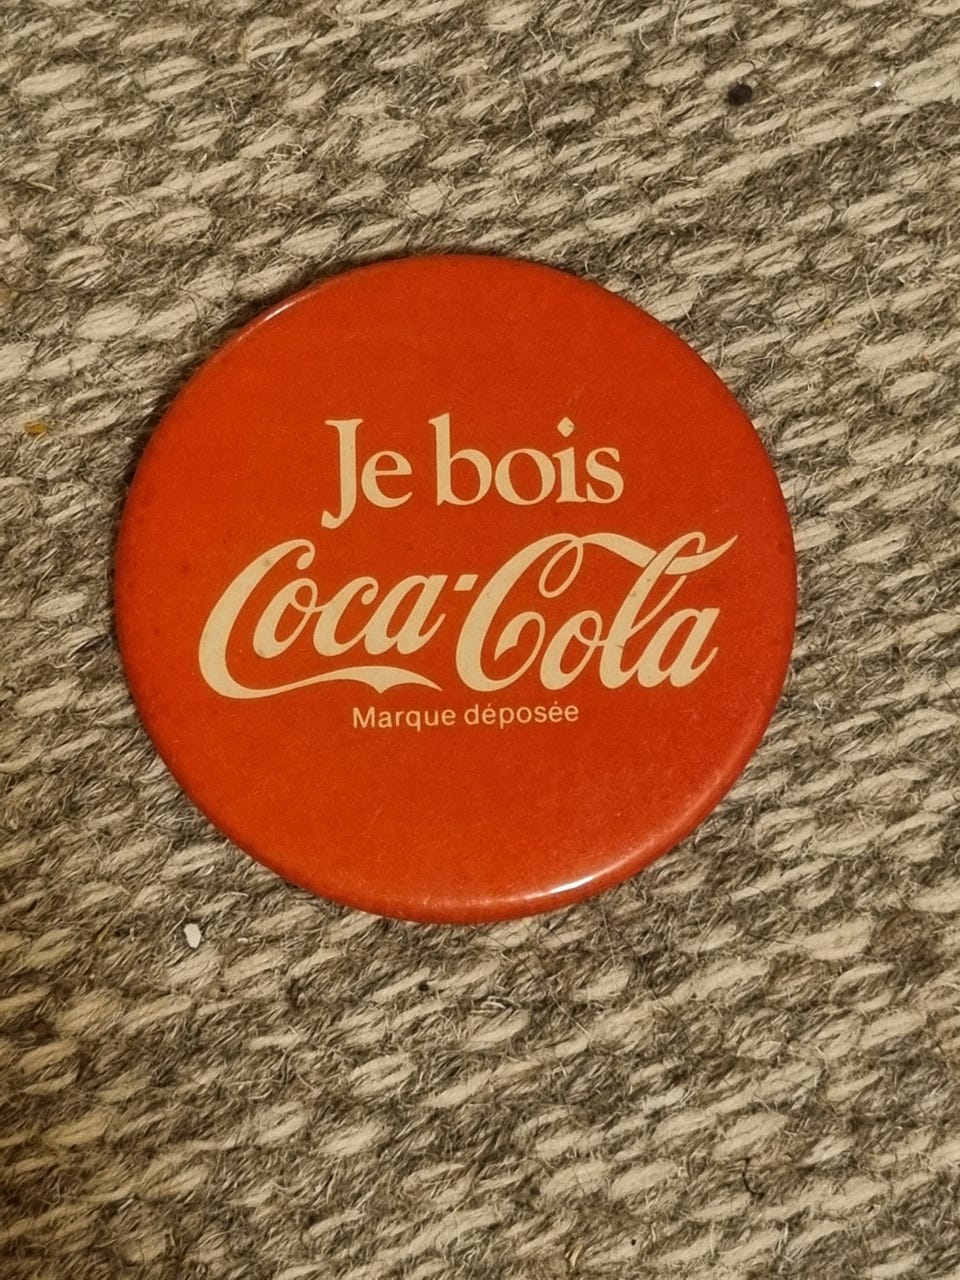 Je bois
Coca-Cola
Marque déposée